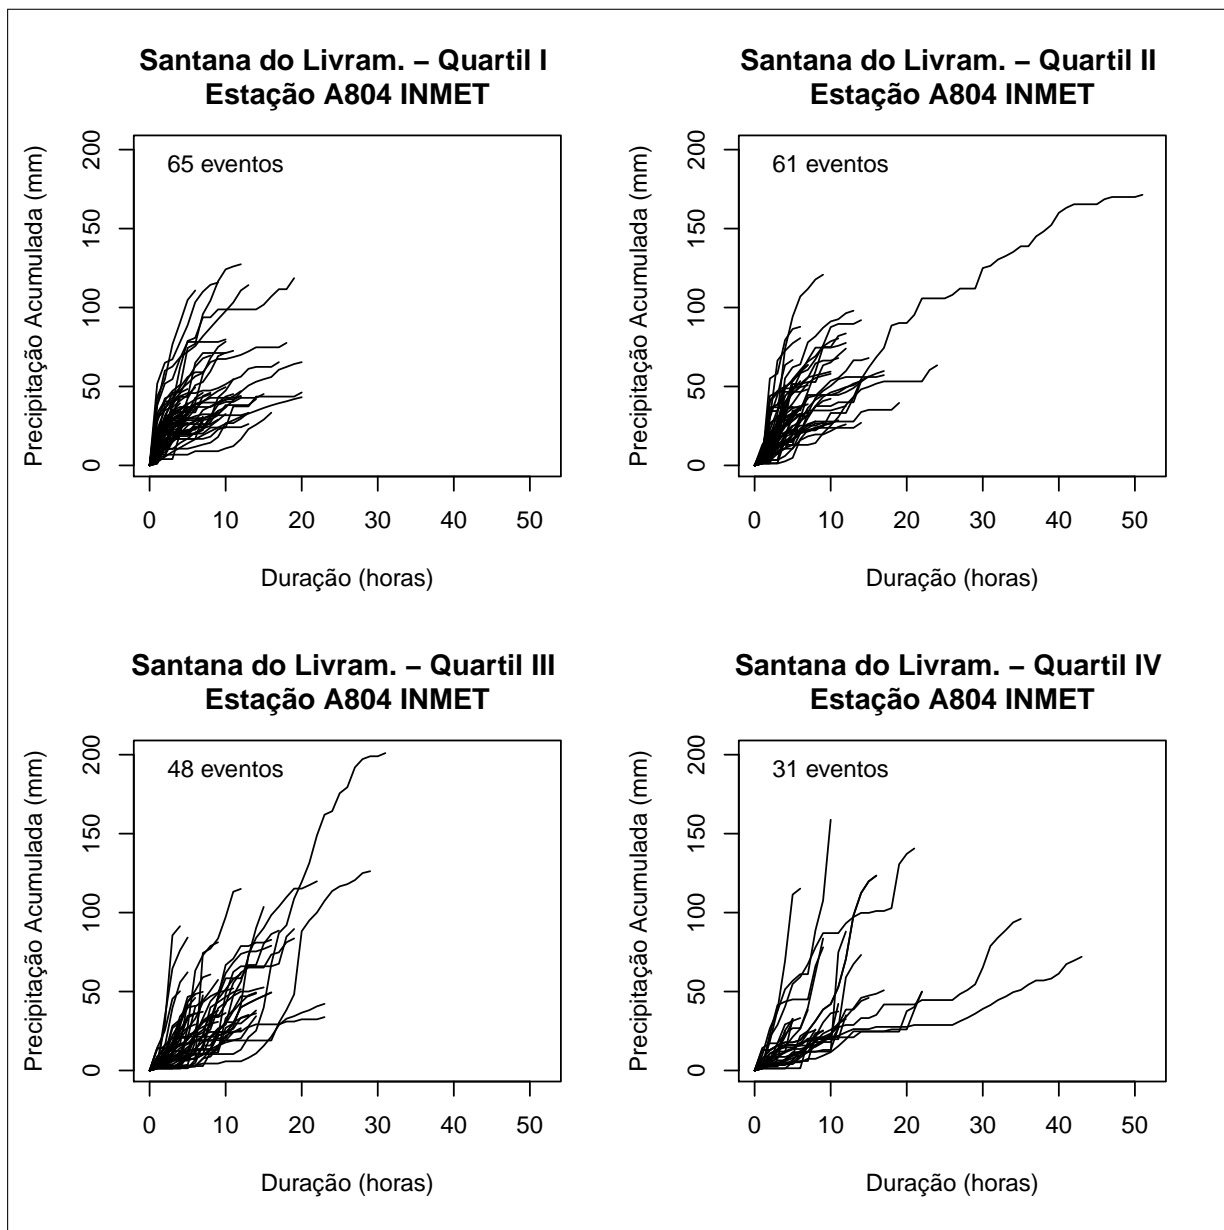 Santana do Livram. – Quartil I
Estação A804 INMET
65 eventos
Precipitação Acumulada (mm)
200
150
100
50
0
0 10 20 30 40 50
Duração (horas)
Santana do Livram. – Quartil II
Estação A804 INMET
61 eventos
Precipitação Acumulada (mm)
200
150
100
50
0
0 10 20 30 40 50
Duração (horas)
Santana do Livram. – Quartil III
Estação A804 INMET
48 eventos
Precipitação Acumulada (mm)
200
150
100
50
0
0 10 20 30 40 50
Duração (horas)
Santana do Livram. – Quartil IV
Estação A804 INMET
31 eventos
Precipitação Acumulada (mm)
200
150
100
50
0
0 10 20 30 40 50
Duração (horas)